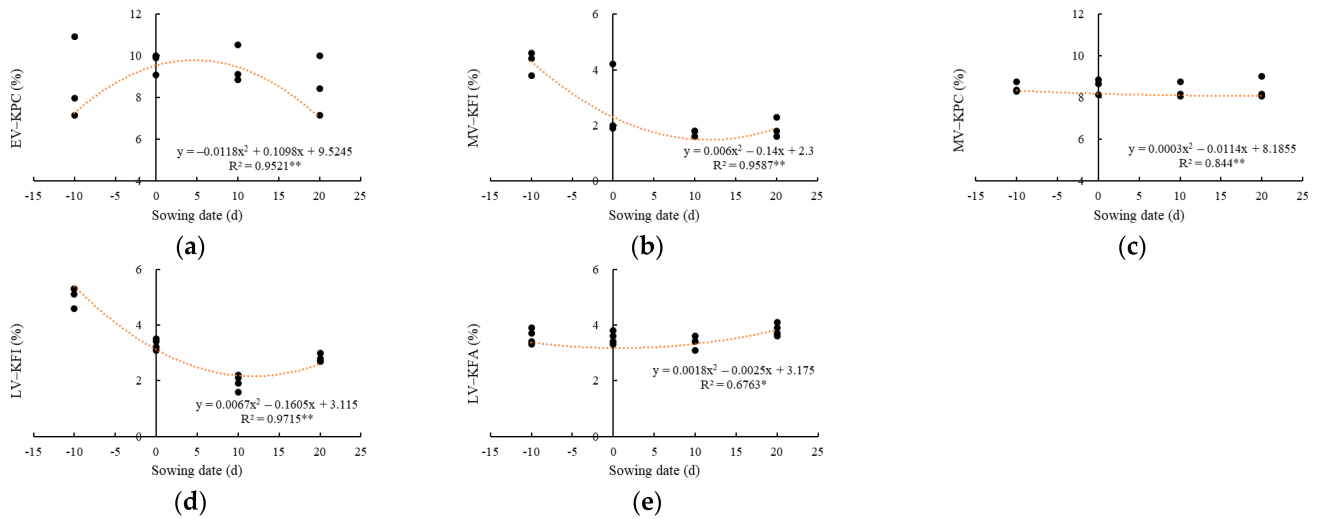 12
10
8
6
4
-15
-10
-5
0
5
10
15
20
25
EV−KPC (%)
Sowing date (d)
y = −0.0118x² + 0.1098x + 9.5245
R² = 0.9521**
(a)
6
4
2
0
-15
-10
-5
0
5
10
15
20
25
MV−KFI (%)
Sowing date (d)
y = 0.006x² − 0.14x + 2.3
R² = 0.9587**
(b)
12
10
8
6
4
-15
-10
-5
0
5
10
15
20
25
MV−KPC (%)
Sowing date (d)
y = 0.0003x² − 0.0114x + 8.1855
R² = 0.844**
(c)
6
4
2
0
-15
-10
-5
0
5
10
15
20
25
LV−KFI (%)
Sowing date (d)
y = 0.0067x² − 0.1605x + 3.115
R² = 0.9715**
(d)
6
4
2
0
-15
-10
-5
0
5
10
15
20
25
LV−KFA (%)
Sowing date (d)
y = 0.0018x² − 0.0025x + 3.175
R² = 0.6763*
(e)